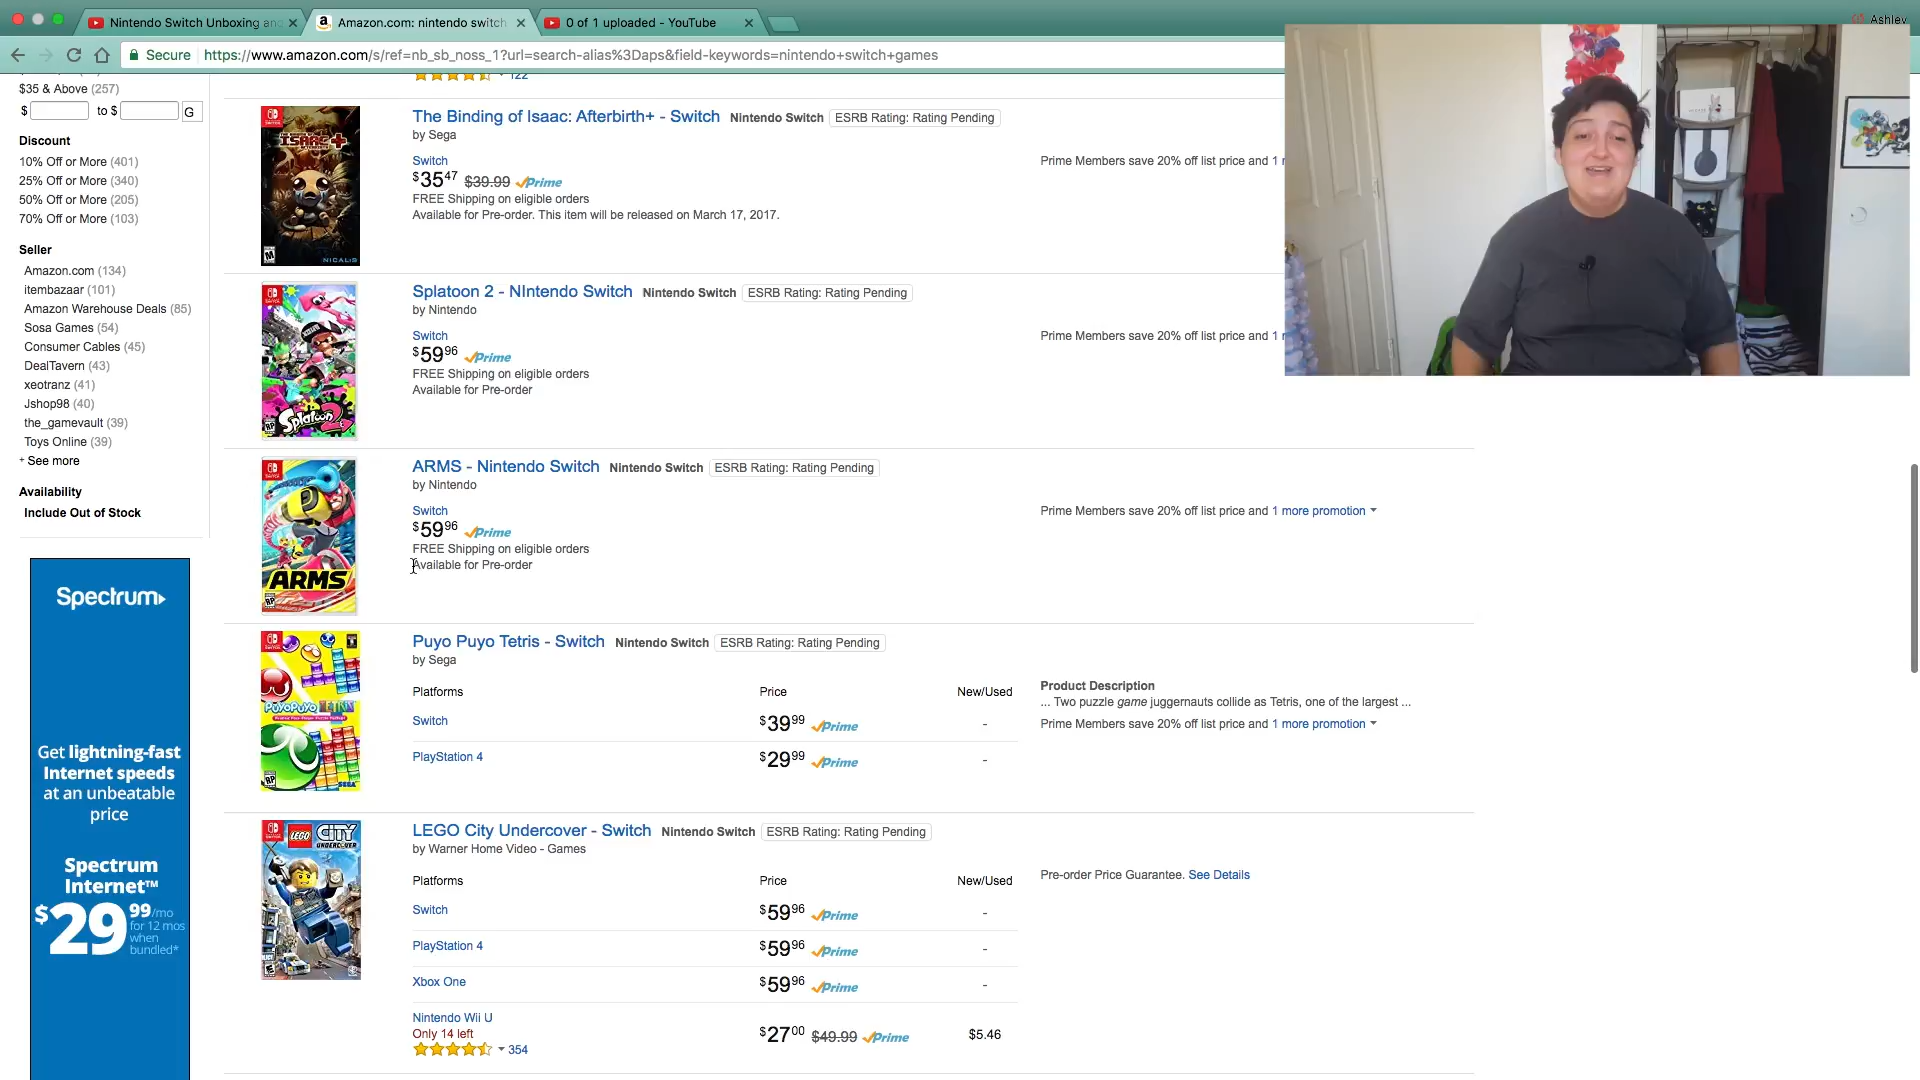 Nintendo Switch Unboxing and
Amazon.com: nintendo switch
0 of 1 uploaded - YouTube
Ashley
Secure https://www.amazon.com/s/ref=nb_sb_noss_1?url=search-alias%3Daps&field-keywords=nintendo+switch+games
$35 & Above (257)
$ to $ G
Discount
10% Off or More (401)
25% Off or More (340)
50% Off or More (205)
70% Off or More (103)
Seller
Amazon.com (134)
itembazaar (101)
Amazon Warehouse Deals (85)
Sosa Games (54)
Consumer Cables (45)
DealTavern (43)
xeotranz (41)
Jshop98 (40)
the_gamevault (39)
Toys Online (39)
+ See more
Availability
Include Out of Stock
Spectrum
Get lightning-fast
Internet speeds
at an unbeatable
price
Spectrum
Internet™
$29 99/mo
for 12 mos
when
bundled*
122
The Binding of Isaac: Afterbirth+ - Switch Nintendo Switch ESRB Rating: Rating Pending
by Sega
Switch
$35 47 $39.99 Prime
FREE Shipping on eligible orders
Available for Pre-order. This item will be released on March 17, 2017.
Prime Members save 20% off list price and 1
ISAAC+
NICALIS
Splatoon 2 - NIntendo Switch Nintendo Switch ESRB Rating: Rating Pending
by Nintendo
Switch
$59 96 Prime
FREE Shipping on eligible orders
Available for Pre-order
Prime Members save 20% off list price and 1
Splatoon 2
ARMS - Nintendo Switch Nintendo Switch ESRB Rating: Rating Pending
by Nintendo
Switch
$59 96 Prime
FREE Shipping on eligible orders
Available for Pre-order
Prime Members save 20% off list price and 1 more promotion
ARMS
Puyo Puyo Tetris - Switch Nintendo Switch ESRB Rating: Rating Pending
by Sega
Platforms Price New/Used
Switch $39 99 Prime -
PlayStation 4 $29 99 Prime -
Product Description
... Two puzzle game juggernauts collide as Tetris, one of the largest ...
Prime Members save 20% off list price and 1 more promotion
PUYOPUYO TETRIS
SEGA
LEGO City Undercover - Switch Nintendo Switch ESRB Rating: Rating Pending
by Warner Home Video - Games
Platforms Price New/Used
Switch $59 96 Prime -
PlayStation 4 $59 96 Prime -
Xbox One $59 96 Prime -
Nintendo Wii U
Only 14 left
$27 00 $49.99 Prime $5.46
354
Pre-order Price Guarantee. See Details
LEGO CITY
UNDERCOVER